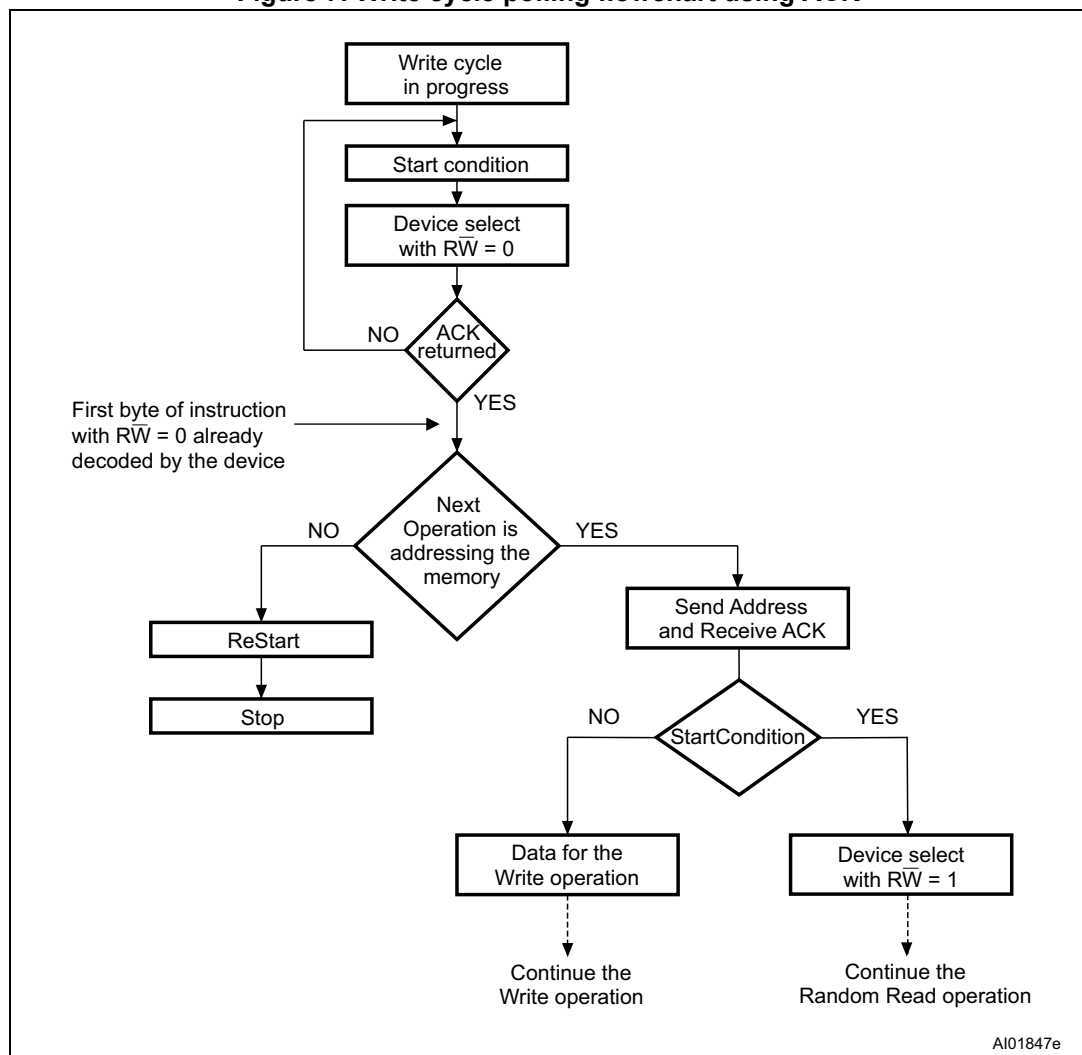 Write cycle
in progress
Start condition
Device select
with RW̅ = 0
NO
ACK
returned
YES
First byte of instruction
with RW̅ = 0 already
decoded by the device
Next
Operation is
addressing the
memory
NO
YES
Send Address
and Receive ACK
ReStart
Stop
NO
YES
StartCondition
Data for the
Write operation
Device select
with RW̅ = 1
Continue the
Write operation
Continue the
Random Read operation
AI01847e